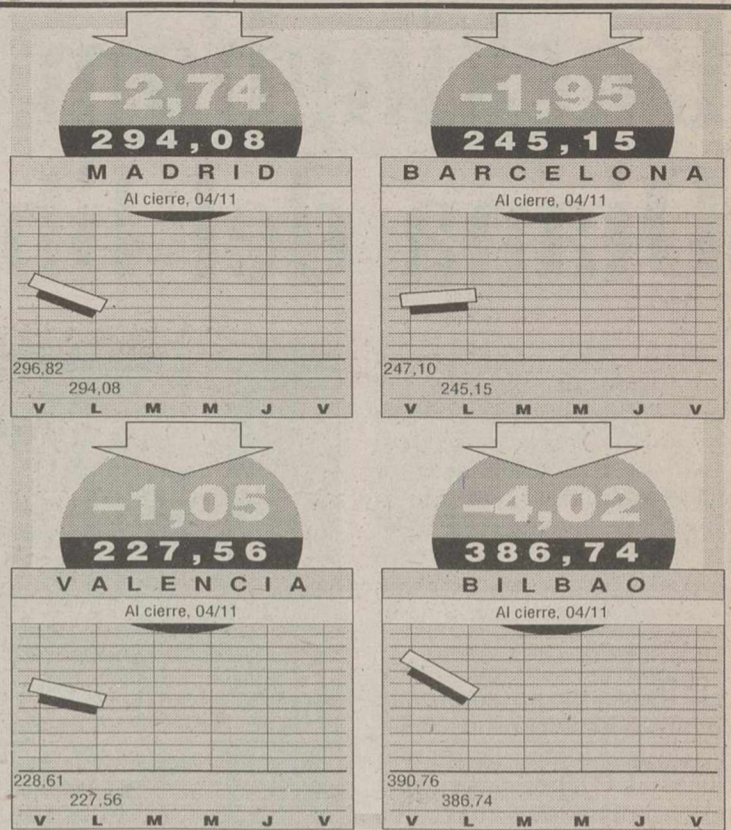 –2,74
294,08
MADRID
Al cierre, 04/11
296,82
294,08
V L M M J V
–1,95
245,15
BARCELONA
Al cierre, 04/11
247,10
245,15
V L M M J V
–1,05
227,56
VALENCIA
Al cierre, 04/11
228,61
227,56
V L M M J V
–4,02
386,74
BILBAO
Al cierre, 04/11
390,76
386,74
V L M M J V